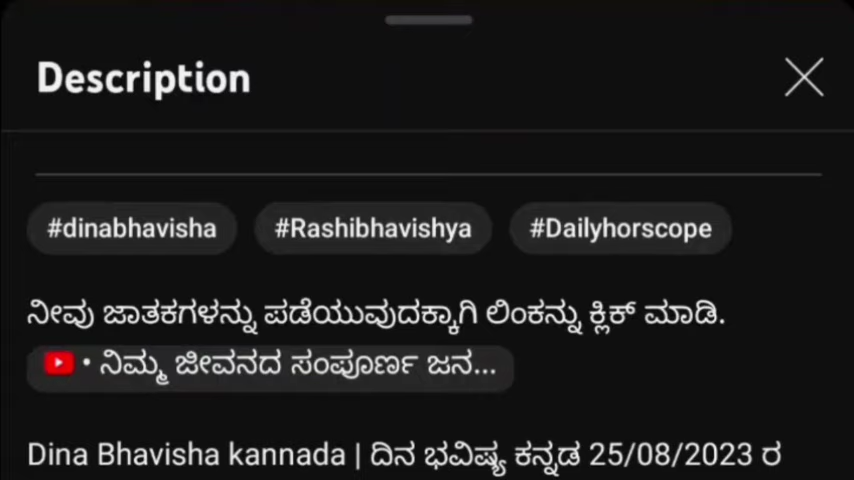 Description
#dinabhavisha #Rashibhavishya #Dailyhorscope
ನೀವು ಜಾತಕಗಳನ್ನು ಪಡೆಯುವುದಕ್ಕಾಗಿ ಲಿಂಕನ್ನು ಕ್ಲಿಕ್ ಮಾಡಿ.
• ನಿಮ್ಮ ಜೀವನದ ಸಂಪೂರ್ಣ ಜನ...
Dina Bhavisha kannada | ದಿನ ಭವಿಷ್ಯ ಕನ್ನಡ 25/08/2023 ರ